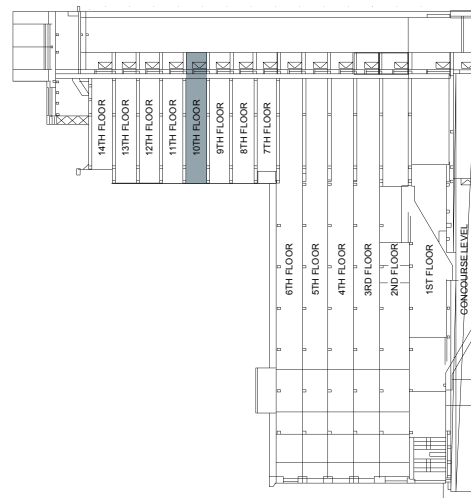 14TH FLOOR
13TH FLOOR
12TH FLOOR
11TH FLOOR
10TH FLOOR
9TH FLOOR
8TH FLOOR
7TH FLOOR
6TH FLOOR
5TH FLOOR
4TH FLOOR
3RD FLOOR
2ND FLOOR
1ST FLOOR
CONCOURSE LEVEL